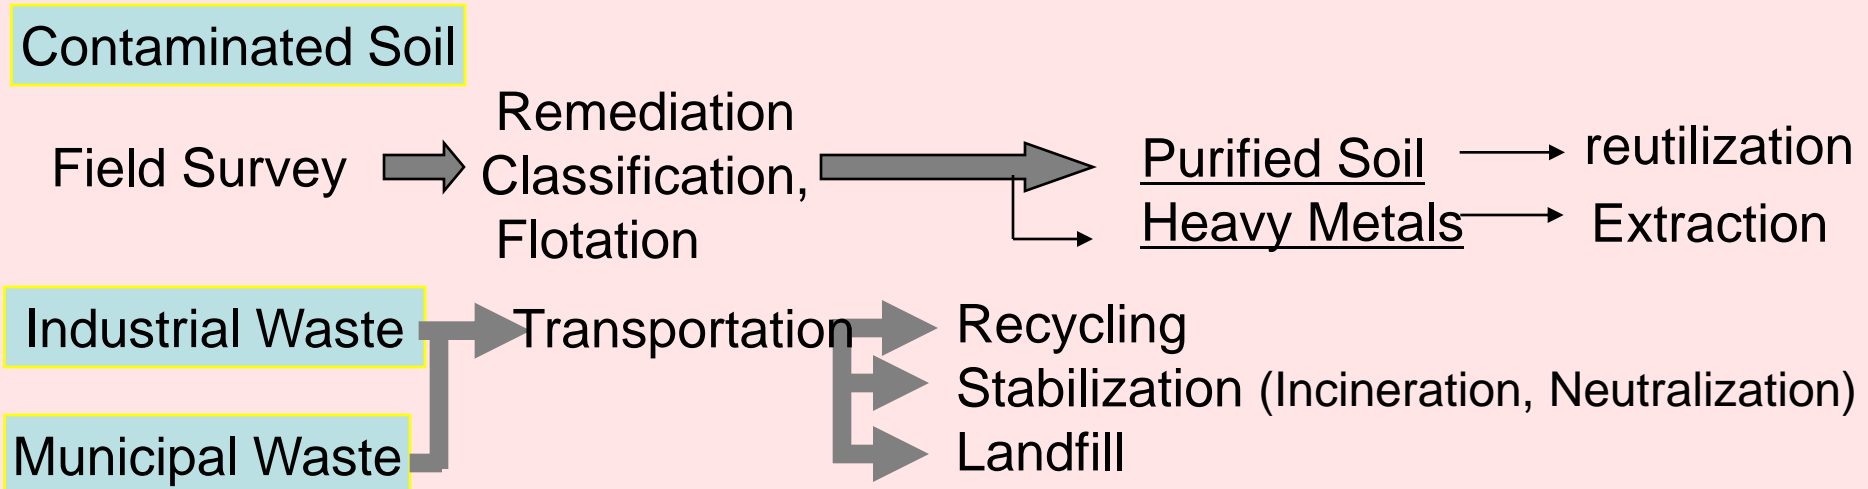 Contaminated Soil
Field Survey
Remediation
Classification,
Flotation
Purified Soil
reutilization
Heavy Metals
Extraction
Industrial Waste
Transportation
Recycling
Stabilization (Incineration, Neutralization)
Municipal Waste
Landfill